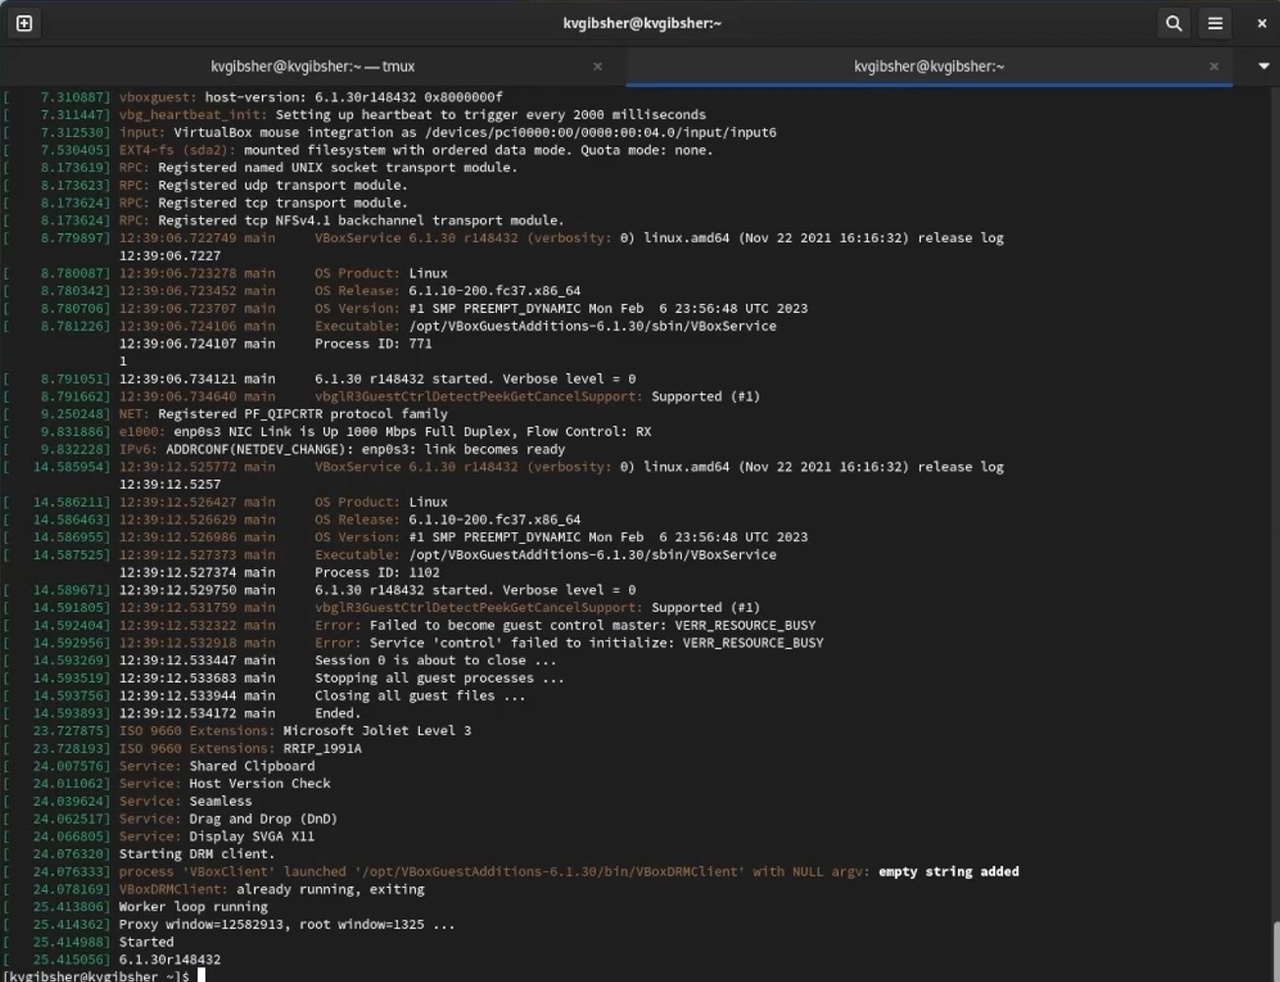 kvgibsher@kvgibsher:~
kvgibsher@kvgibsher:~ — tmux
kvgibsher@kvgibsher:~
[    7.310887] vboxguest: host-version: 6.1.30r148432 0x8000000f
[    7.311447] vbg_heartbeat_init: Setting up heartbeat to trigger every 2000 milliseconds
[    7.312530] input: VirtualBox mouse integration as /devices/pci0000:00/0000:00:04.0/input/input6
[    7.530405] EXT4-fs (sda2): mounted filesystem with ordered data mode. Quota mode: none.
[    8.173619] RPC: Registered named UNIX socket transport module.
[    8.173623] RPC: Registered udp transport module.
[    8.173624] RPC: Registered tcp transport module.
[    8.173624] RPC: Registered tcp NFSv4.1 backchannel transport module.
[    8.779897] 12:39:06.722749 main     VBoxService 6.1.30 r148432 (verbosity: 0) linux.amd64 (Nov 22 2021 16:16:32) release log
12:39:06.7227
[    8.780087] 12:39:06.723278 main     OS Product: Linux
[    8.780342] 12:39:06.723452 main     OS Release: 6.1.10-200.fc37.x86_64
[    8.780706] 12:39:06.723707 main     OS Version: #1 SMP PREEMPT_DYNAMIC Mon Feb  6 23:56:48 UTC 2023
[    8.781226] 12:39:06.724106 main     Executable: /opt/VBoxGuestAdditions-6.1.30/sbin/VBoxService
12:39:06.724107 main     Process ID: 771
1
[    8.791051] 12:39:06.734121 main     6.1.30 r148432 started. Verbose level = 0
[    8.791662] 12:39:06.734640 main     vbglR3GuestCtrlDetectPeekGetCancelSupport: Supported (#1)
[    9.250248] NET: Registered PF_QIPCRTR protocol family
[    9.831886] e1000: enp0s3 NIC Link is Up 1000 Mbps Full Duplex, Flow Control: RX
[    9.832228] IPv6: ADDRCONF(NETDEV_CHANGE): enp0s3: link becomes ready
[   14.585954] 12:39:12.525772 main     VBoxService 6.1.30 r148432 (verbosity: 0) linux.amd64 (Nov 22 2021 16:16:32) release log
12:39:12.5257
[   14.586211] 12:39:12.526427 main     OS Product: Linux
[   14.586463] 12:39:12.526629 main     OS Release: 6.1.10-200.fc37.x86_64
[   14.586955] 12:39:12.526986 main     OS Version: #1 SMP PREEMPT_DYNAMIC Mon Feb  6 23:56:48 UTC 2023
[   14.587525] 12:39:12.527373 main     Executable: /opt/VBoxGuestAdditions-6.1.30/sbin/VBoxService
12:39:12.527374 main     Process ID: 1102
[   14.589671] 12:39:12.529750 main     6.1.30 r148432 started. Verbose level = 0
[   14.591805] 12:39:12.531759 main     vbglR3GuestCtrlDetectPeekGetCancelSupport: Supported (#1)
[   14.592404] 12:39:12.532322 main     Error: Failed to become guest control master: VERR_RESOURCE_BUSY
[   14.592956] 12:39:12.532918 main     Error: Service 'control' failed to initialize: VERR_RESOURCE_BUSY
[   14.593269] 12:39:12.533447 main     Session 0 is about to close ...
[   14.593519] 12:39:12.533683 main     Stopping all guest processes ...
[   14.593756] 12:39:12.533944 main     Closing all guest files ...
[   14.593893] 12:39:12.534172 main     Ended.
[   23.727875] ISO 9660 Extensions: Microsoft Joliet Level 3
[   23.728193] ISO 9660 Extensions: RRIP_1991A
[   24.007576] Service: Shared Clipboard
[   24.011062] Service: Host Version Check
[   24.039624] Service: Seamless
[   24.062517] Service: Drag and Drop (DnD)
[   24.066805] Service: Display SVGA X11
[   24.076320] Starting DRM client.
[   24.076333] process 'VBoxClient' launched '/opt/VBoxGuestAdditions-6.1.30/bin/VBoxDRMClient' with NULL argv: empty string added
[   24.078169] VBoxDRMClient: already running, exiting
[   25.413806] Worker loop running
[   25.414362] Proxy window=12582913, root window=1325 ...
[   25.414988] Started
[   25.415056] 6.1.30r148432
[kvgibsher@kvgibsher ~]$